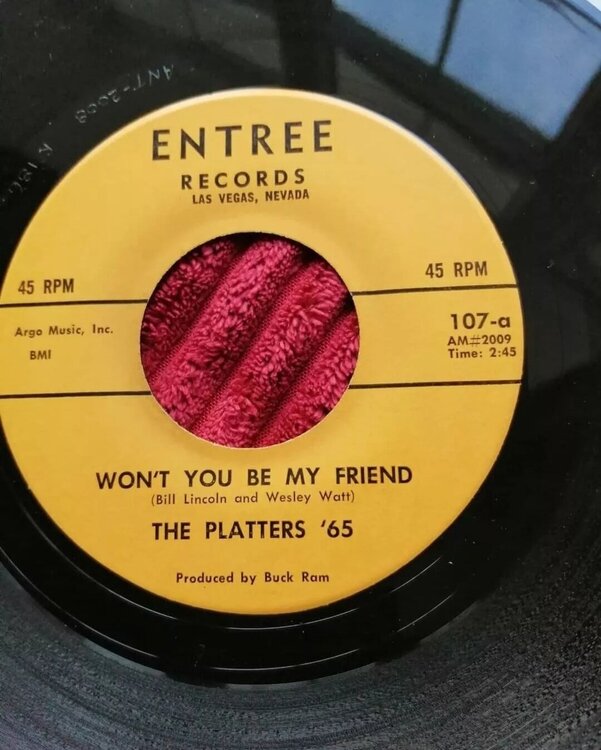 ENTREE
RECORDS
LAS VEGAS, NEVADA
45 RPM
45 RPM
Argo Music, Inc.
BMI
107-a
AM#2009
Time: 2:45
WON'T YOU BE MY FRIEND
(Bill Lincoln and Wesley Watt)
THE PLATTERS '65
Produced by Buck Ram